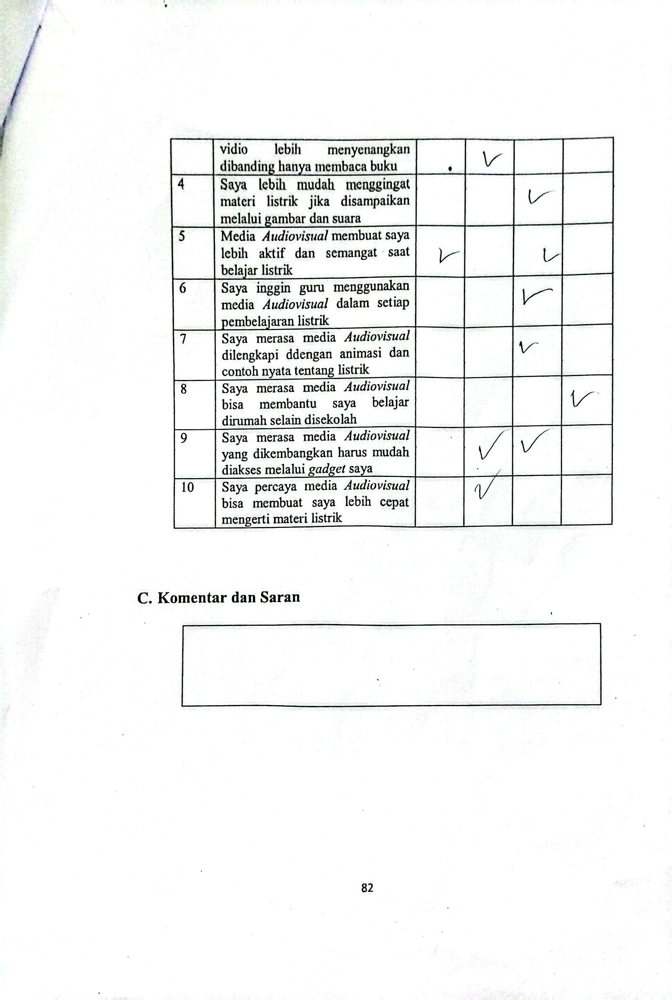 vidio lebih menyenangkan
dibanding hanya membaca buku ✓
4 Saya lebih mudah menggingat
materi listrik jika disampaikan ✓
melalui gambar dan suara
5 Media Audiovisual membuat saya
lebih aktif dan semangat saat ✓ ✓
belajar listrik
6 Saya inggin guru menggunakan
media Audiovisual dalam setiap ✓
pembelajaran listrik
7 Saya merasa media Audiovisual
dilengkapi ddengan animasi dan ✓
contoh nyata tentang listrik
8 Saya merasa media Audiovisual
bisa membantu saya belajar ✓
dirumah selain disekolah
9 Saya merasa media Audiovisual
yang dikembangkan harus mudah ✓ ✓
diakses melalui gadget saya
10 Saya percaya media Audiovisual
bisa membuat saya lebih cepat ✓
mengerti materi listrik
C. Komentar dan Saran
82